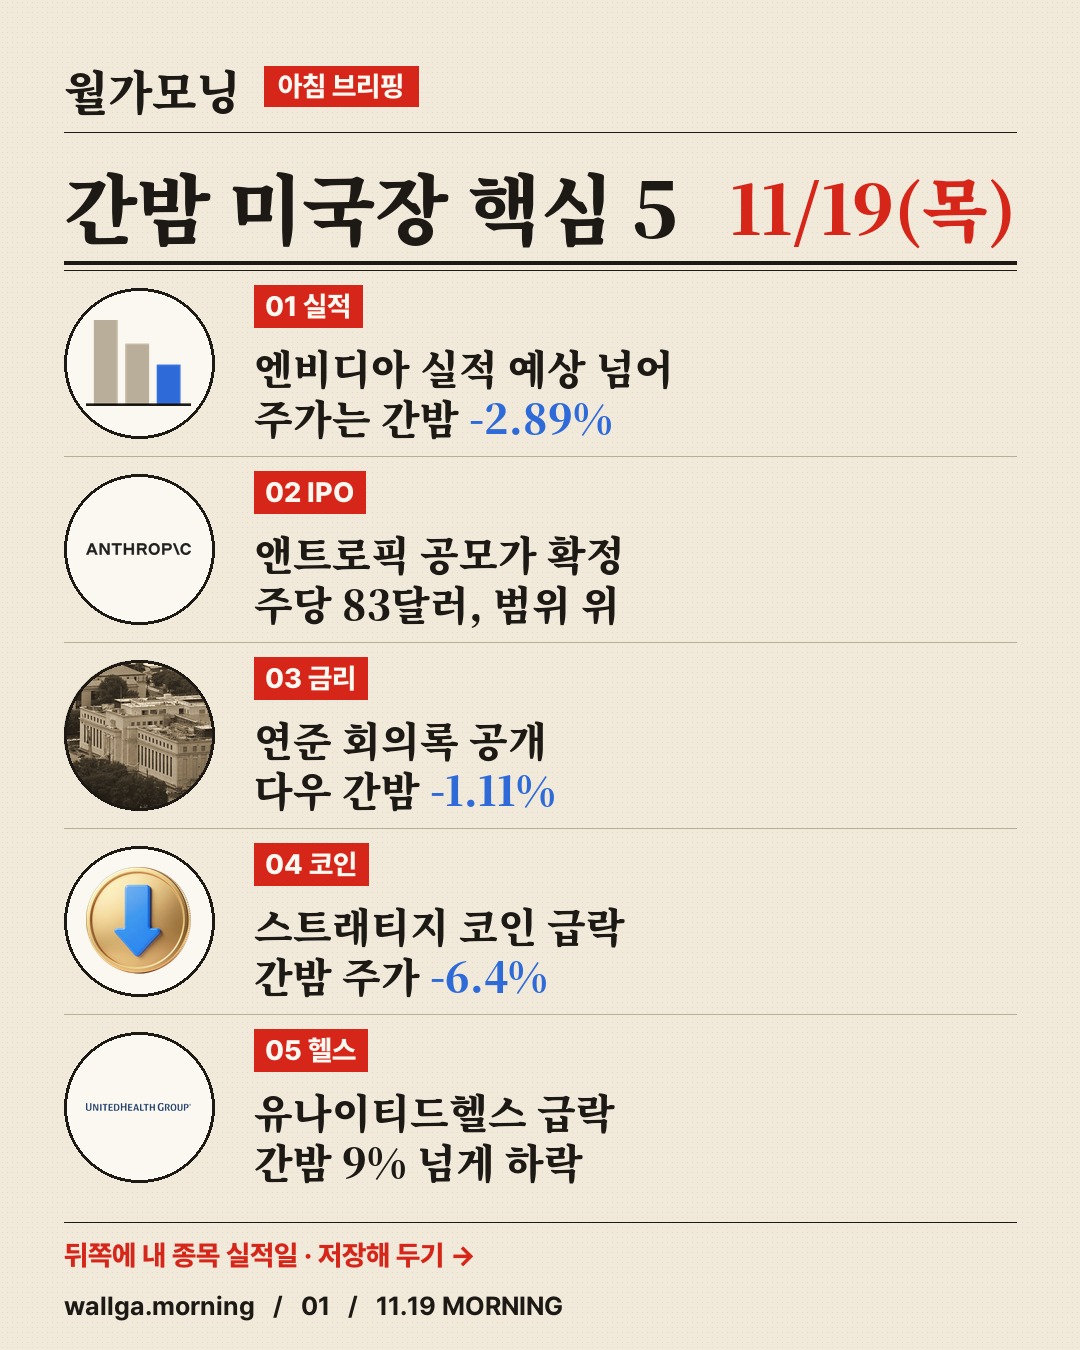 월가모닝 아침 브리핑
간밤 미국장 핵심 5 11/19(목)
01 실적
엔비디아 실적 예상 넘어
주가는 간밤 -2.89%
ANTHROP\C
02 IPO
앤트로픽 공모가 확정
주당 83달러, 범위 위
03 금리
연준 회의록 공개
다우 간밤 -1.11%
04 코인
스트래티지 코인 급락
간밤 주가 -6.4%
UNITEDHEALTH GROUP
05 헬스
유나이티드헬스 급락
간밤 9% 넘게 하락
뒤쪽에 내 종목 실적일 · 저장해 두기 →
wallga.morning / 01 / 11.19 MORNING